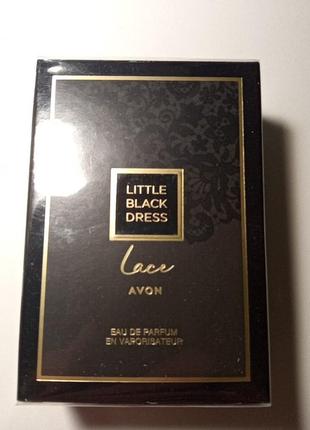 LITTLE
BLACK
DRESS
Lace
AVON
EAU DE PARFUM
EN VAPORISATEUR